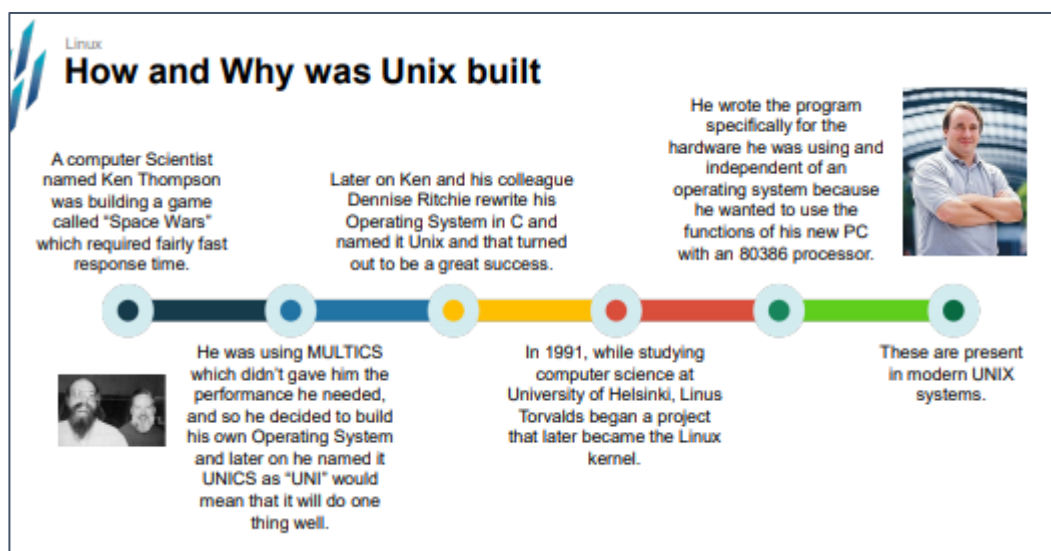 Linux
How and Why was Unix built
A computer Scientist
named Ken Thompson
was building a game
called “Space Wars”
which required fairly fast
response time.
He was using MULTICS
which didn’t gave him the
performance he needed,
and so he decided to build
his own Operating System
and later on he named it
UNICS as “UNI” would
mean that it will do one
thing well.
Later on Ken and his colleague
Dennise Ritchie rewrite his
Operating System in C and
named it Unix and that turned
out to be a great success.
In 1991, while studying
computer science at
University of Helsinki, Linus
Torvalds began a project
that later became the Linux
kernel.
He wrote the program
specifically for the
hardware he was using and
independent of an
operating system because
he wanted to use the
functions of his new PC
with an 80386 processor.
These are present
in modern UNIX
systems.